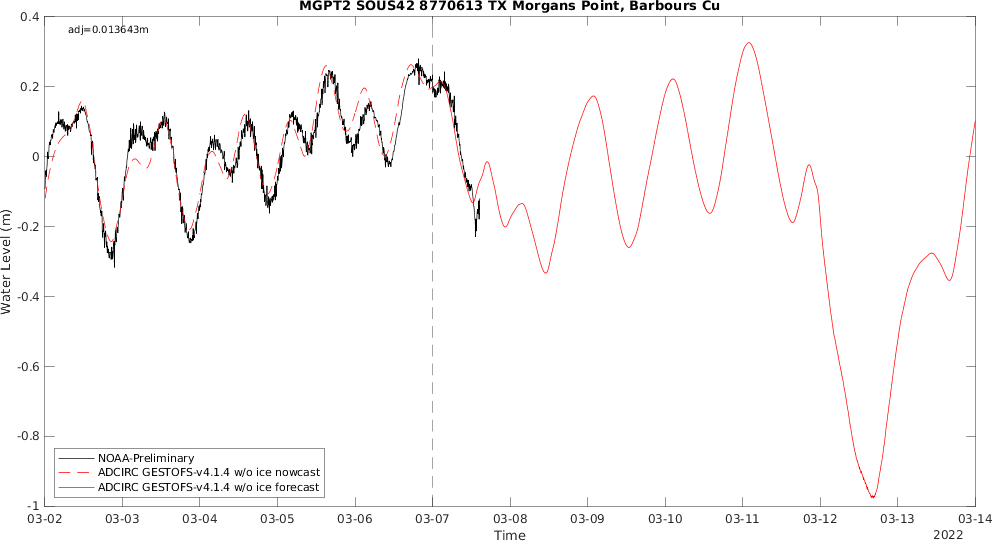 MGPT2 SOUS42 8770613 TX Morgans Point, Barbours Cu
adj=0.013643m
0.4
0.2
0
-0.2
-0.4
-0.6
-0.8
-1
Water Level (m)
NOAA-Preliminary
ADCIRC GESTOFS-v4.1.4 w/o ice nowcast
ADCIRC GESTOFS-v4.1.4 w/o ice forecast
03-02 03-03 03-04 03-05 03-06 03-07 03-08 03-09 03-10 03-11 03-12 03-13 03-14
Time
2022